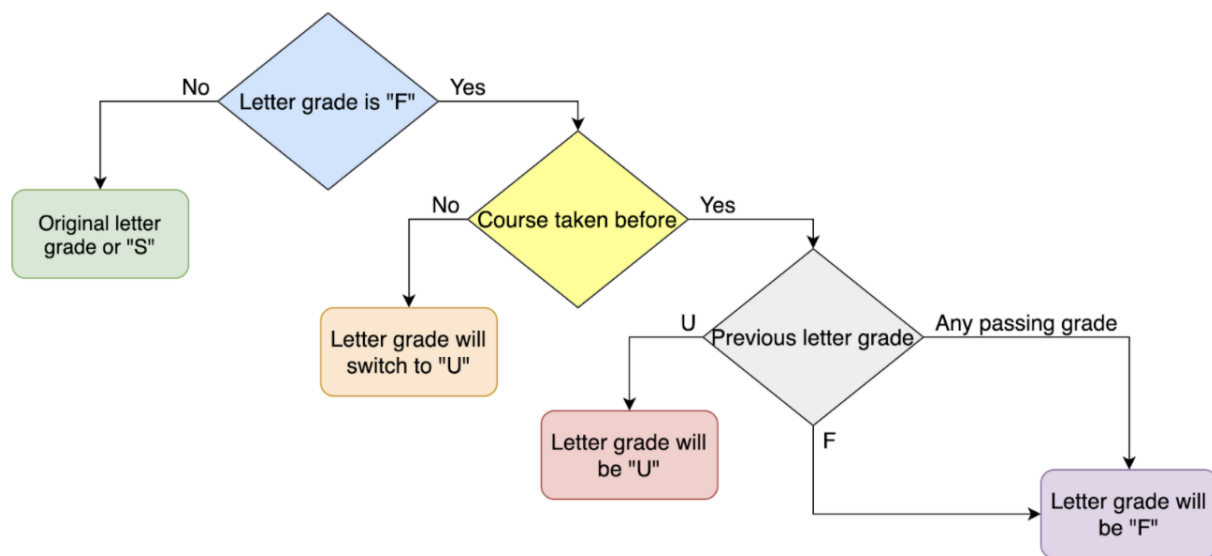 No
Letter grade is "F"
Yes
Original letter
grade or "S"
No
Course taken before
Yes
Letter grade will
switch to "U"
U
Previous letter grade
Any passing grade
Letter grade will
be "U"
F
Letter grade will
be "F"